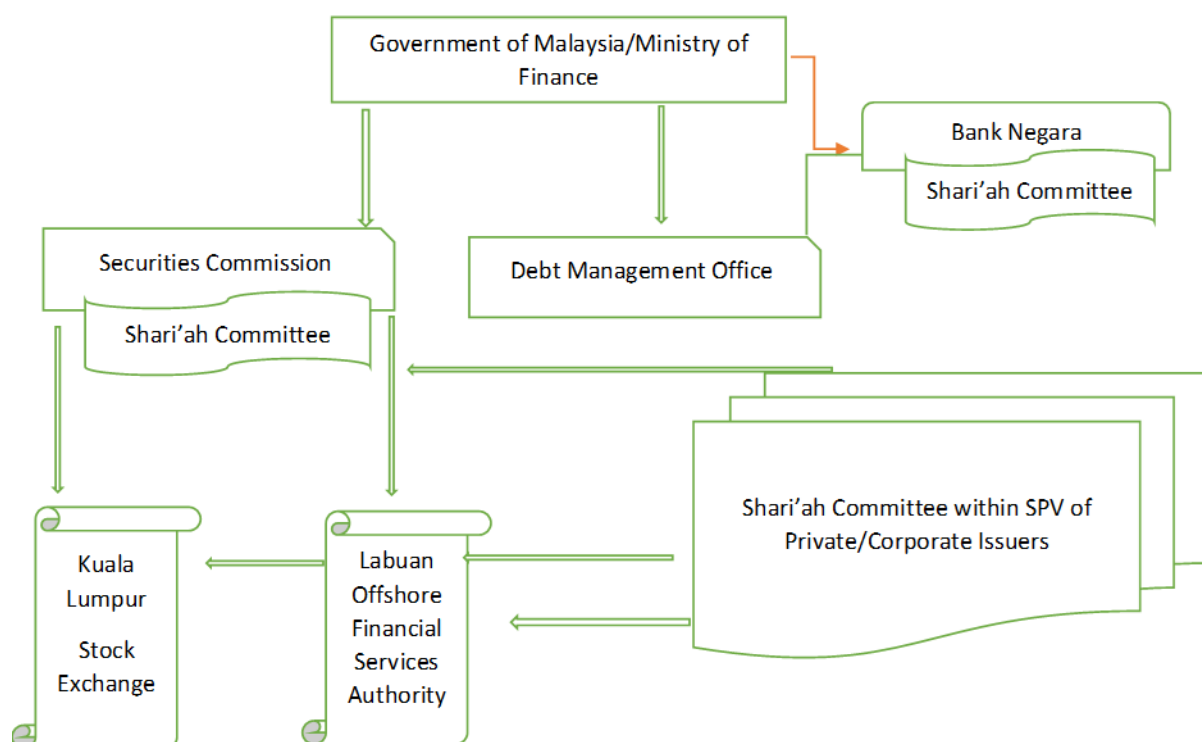 Government of Malaysia/Ministry of
Finance
Bank Negara
Shari’ah Committee
Securities Commission
Shari’ah Committee
Debt Management Office
Shari’ah Committee within SPV of
Private/Corporate Issuers
Kuala
Lumpur
Stock
Exchange
Labuan
Offshore
Financial
Services
Authority